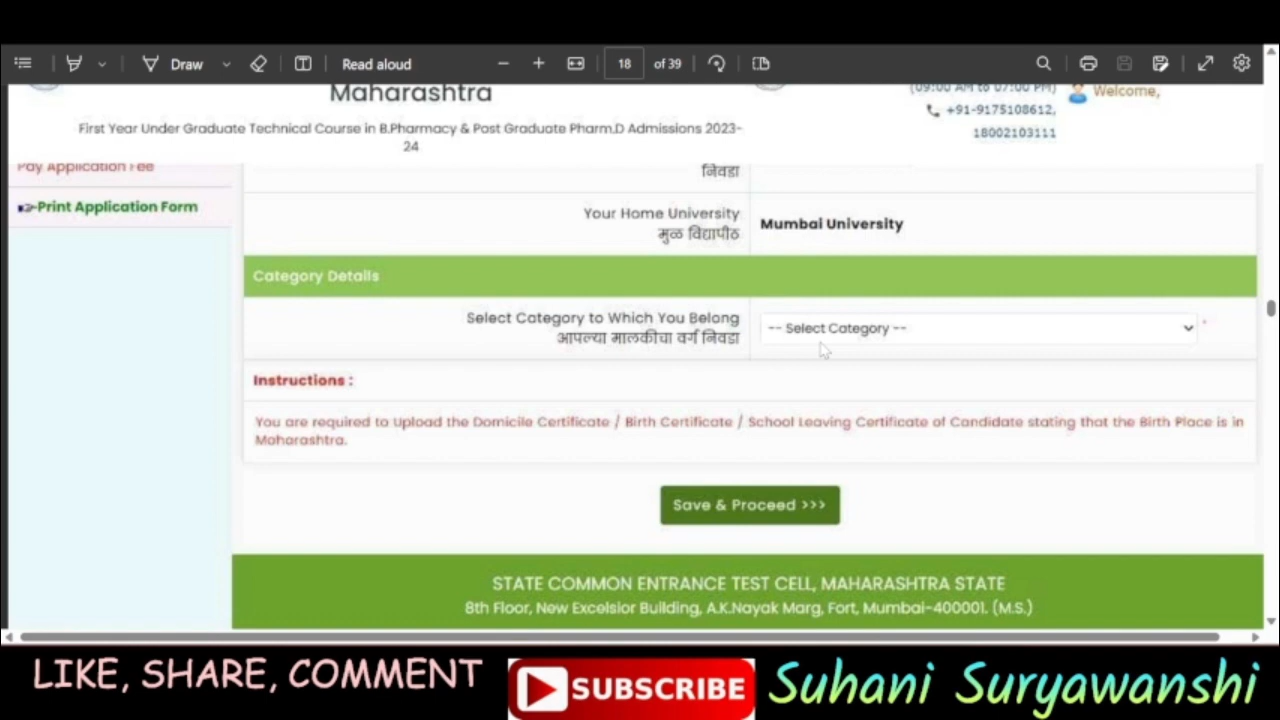 Draw
Read aloud
18 of 39
Maharashtra
First Year Under Graduate Technical Course in B.Pharmacy & Post Graduate Pharm.D Admissions 2023-
24
(09:00 AM to 07:00 PM)
+91-9175108612,
18002103111
Welcome,
Pay Application Fee
Print Application Form
निवडा
Your Home University
मुळ विद्यापीठ
Mumbai University
Category Details
Select Category to Which You Belong
आपल्या मालकीचा वर्ग निवडा
-- Select Category --
*
Instructions :
You are required to Upload the Domicile Certificate / Birth Certificate / School Leaving Certificate of Candidate stating that the Birth Place is in
Maharashtra.
Save & Proceed >>>
STATE COMMON ENTRANCE TEST CELL, MAHARASHTRA STATE
8th Floor, New Excelsior Building, A.K.Nayak Marg, Fort, Mumbai-400001. (M.S.)
LIKE, SHARE, COMMENT
SUBSCRIBE
Suhani Suryawanshi